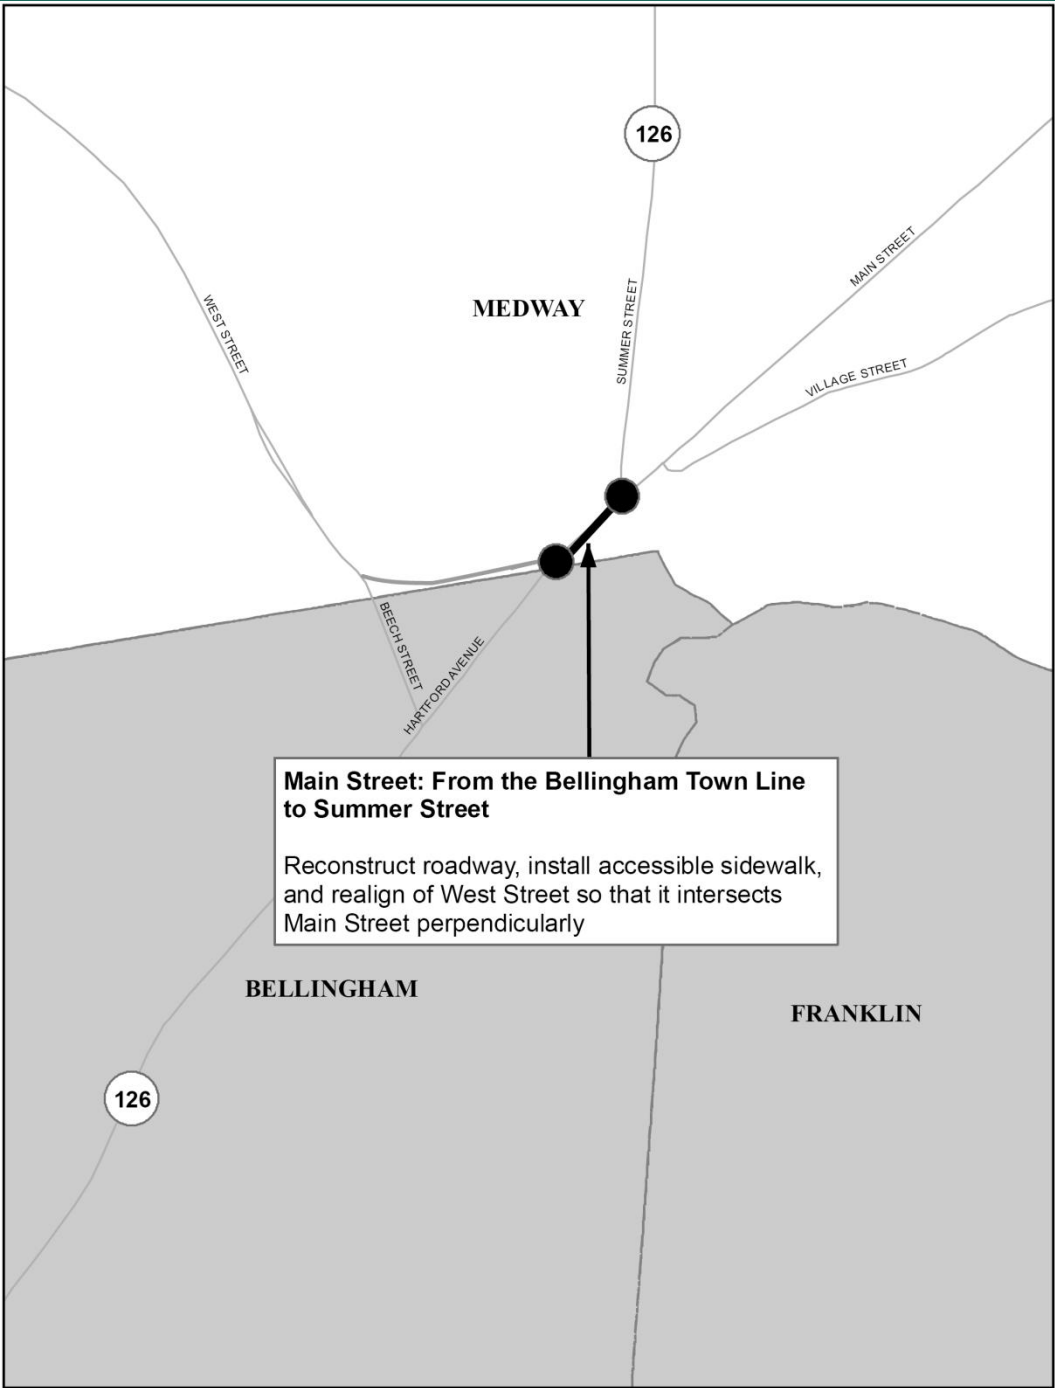 126
MAIN STREET
WEST STREET
MEDWAY
SUMMER STREET
VILLAGE STREET
BEECH STREET
HARTFORD AVENUE
Main Street: From the Bellingham Town Line
to Summer Street
Reconstruct roadway, install accessible sidewalk,
and realign of West Street so that it intersects
Main Street perpendicularly
BELLINGHAM
FRANKLIN
126